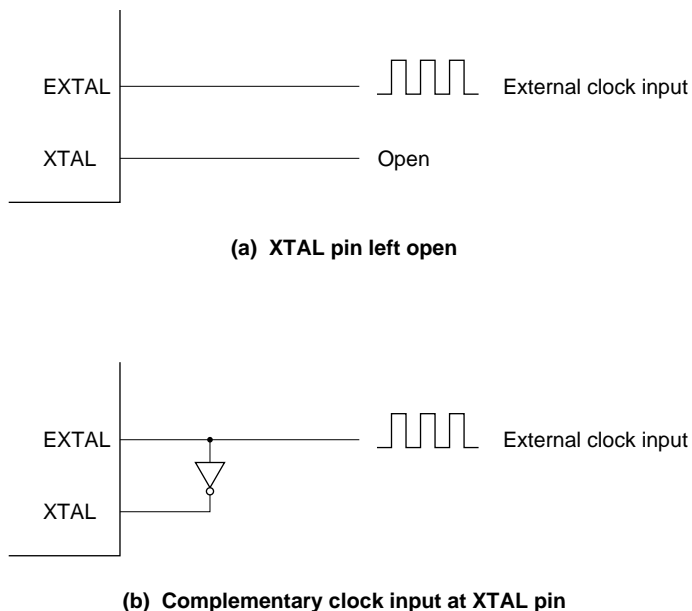 EXTAL External clock input
XTAL Open
(a) XTAL pin left open
EXTAL External clock input
XTAL
(b) Complementary clock input at XTAL pin